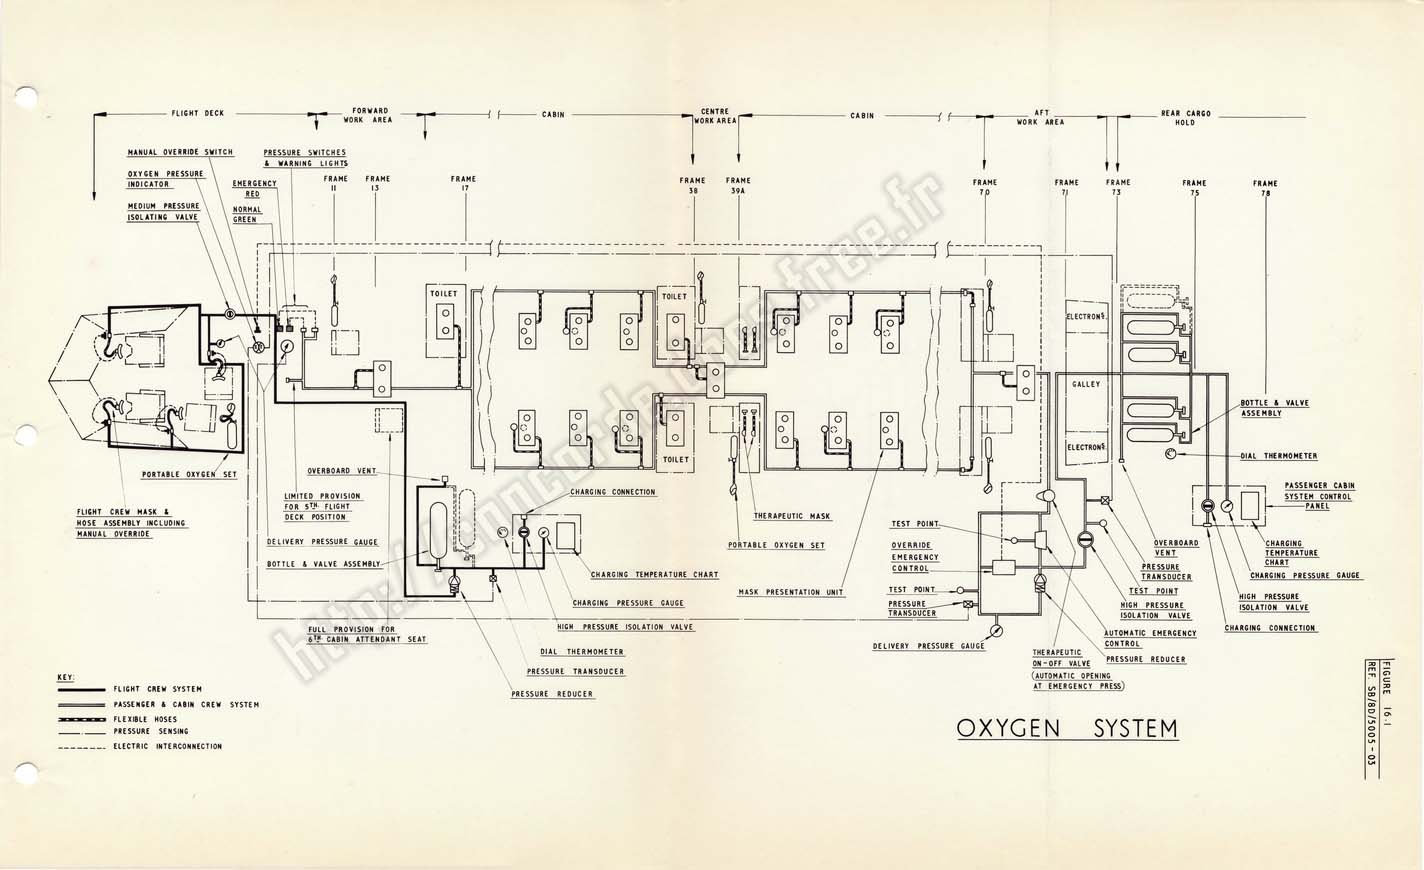 FLIGHT DECK
FORWARD
WORK AREA
CABIN
CENTRE
WORK AREA
CABIN
AFT
WORK AREA
REAR CARGO
HOLD
MANUAL OVERRIDE SWITCH
OXYGEN PRESSURE
INDICATOR
MEDIUM PRESSURE
ISOLATING VALVE
PRESSURE SWITCHES
& WARNING LIGHTS
EMERGENCY
RED
NORMAL
GREEN
FRAME
11
FRAME
13
FRAME
17
FRAME
38
FRAME
39A
FRAME
70
FRAME
71
FRAME
73
FRAME
75
FRAME
78
TOILET
TOILET
TOILET
ELECTRONS.
GALLEY
ELECTRONS.
PORTABLE OXYGEN SET
FLIGHT CREW MASK &
HOSE ASSEMBLY INCLUDING
MANUAL OVERRIDE
OVERBOARD VENT
LIMITED PROVISION
FOR 5TH. FLIGHT
DECK POSITION
DELIVERY PRESSURE GAUGE
BOTTLE & VALVE ASSEMBLY
FULL PROVISION FOR
6TH CABIN ATTENDANT SEAT
CHARGING CONNECTION
CHARGING TEMPERATURE CHART
CHARGING PRESSURE GAUGE
HIGH PRESSURE ISOLATION VALVE
DIAL THERMOMETER
PRESSURE TRANSDUCER
PRESSURE REDUCER
THERAPEUTIC MASK
PORTABLE OXYGEN SET
MASK PRESENTATION UNIT
TEST POINT
OVERRIDE
EMERGENCY
CONTROL
TEST POINT
PRESSURE
TRANSDUCER
DELIVERY PRESSURE GAUGE
THERAPEUTIC
ON-OFF VALVE
(AUTOMATIC OPENING
AT EMERGENCY PRESS)
PRESSURE REDUCER
AUTOMATIC EMERGENCY
CONTROL
HIGH PRESSURE
ISOLATION VALVE
TEST POINT
PRESSURE
TRANSDUCER
OVERBOARD
VENT
BOTTLE & VALVE
ASSEMBLY
DIAL THERMOMETER
PASSENGER CABIN
SYSTEM CONTROL
PANEL
CHARGING
TEMPERATURE
CHART
CHARGING PRESSURE GAUGE
HIGH PRESSURE
ISOLATION VALVE
CHARGING CONNECTION
KEY:
FLIGHT CREW SYSTEM
PASSENGER & CABIN CREW SYSTEM
FLEXIBLE HOSES
PRESSURE SENSING
ELECTRIC INTERCONNECTION
OXYGEN SYSTEM
FIGURE 16.1
REF. SB/8D/5005-03